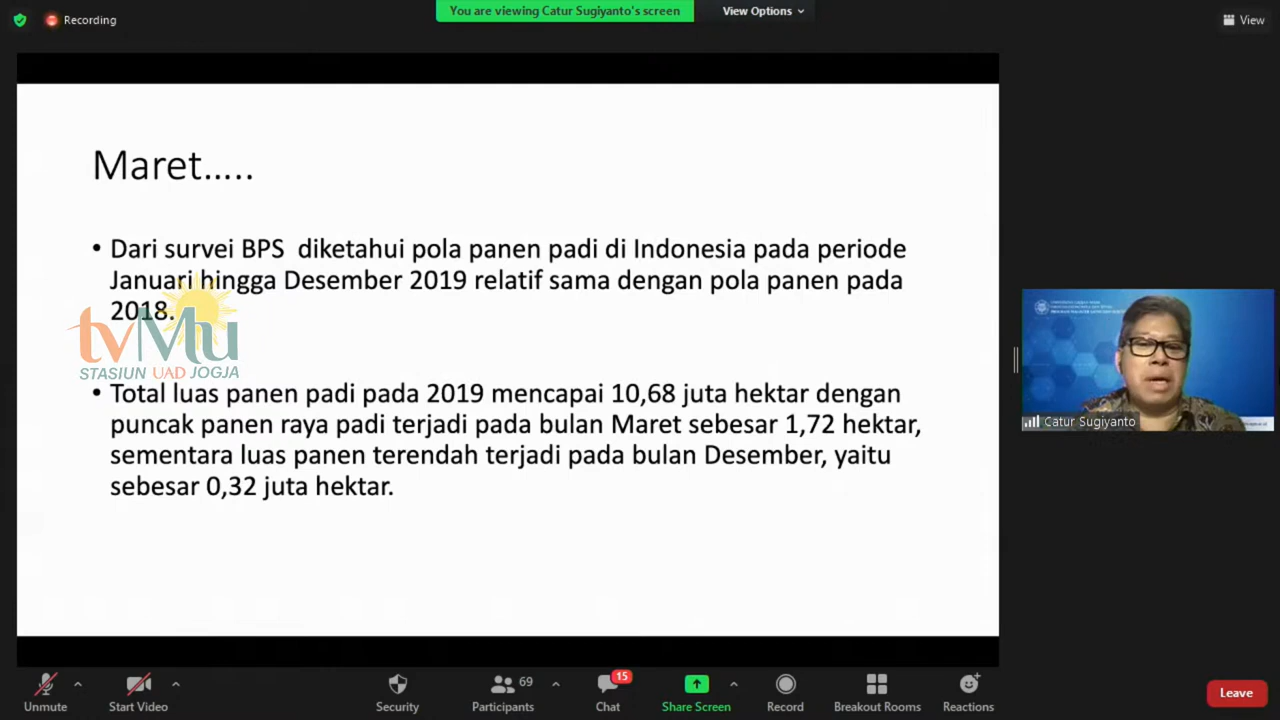 Recording
You are viewing Catur Sugiyanto's screen
View Options
View
Maret…..
• Dari survei BPS diketahui pola panen padi di Indonesia pada periode
Januari hingga Desember 2019 relatif sama dengan pola panen pada
2018.
tvMu
STASIUN UAD JOGJA
• Total luas panen padi pada 2019 mencapai 10,68 juta hektar dengan
puncak panen raya padi terjadi pada bulan Maret sebesar 1,72 hektar,
sementara luas panen terendah terjadi pada bulan Desember, yaitu
sebesar 0,32 juta hektar.
Catur Sugiyanto
Unmute
Start Video
Security
69
Participants
15
Chat
Share Screen
Record
Breakout Rooms
Reactions
Leave